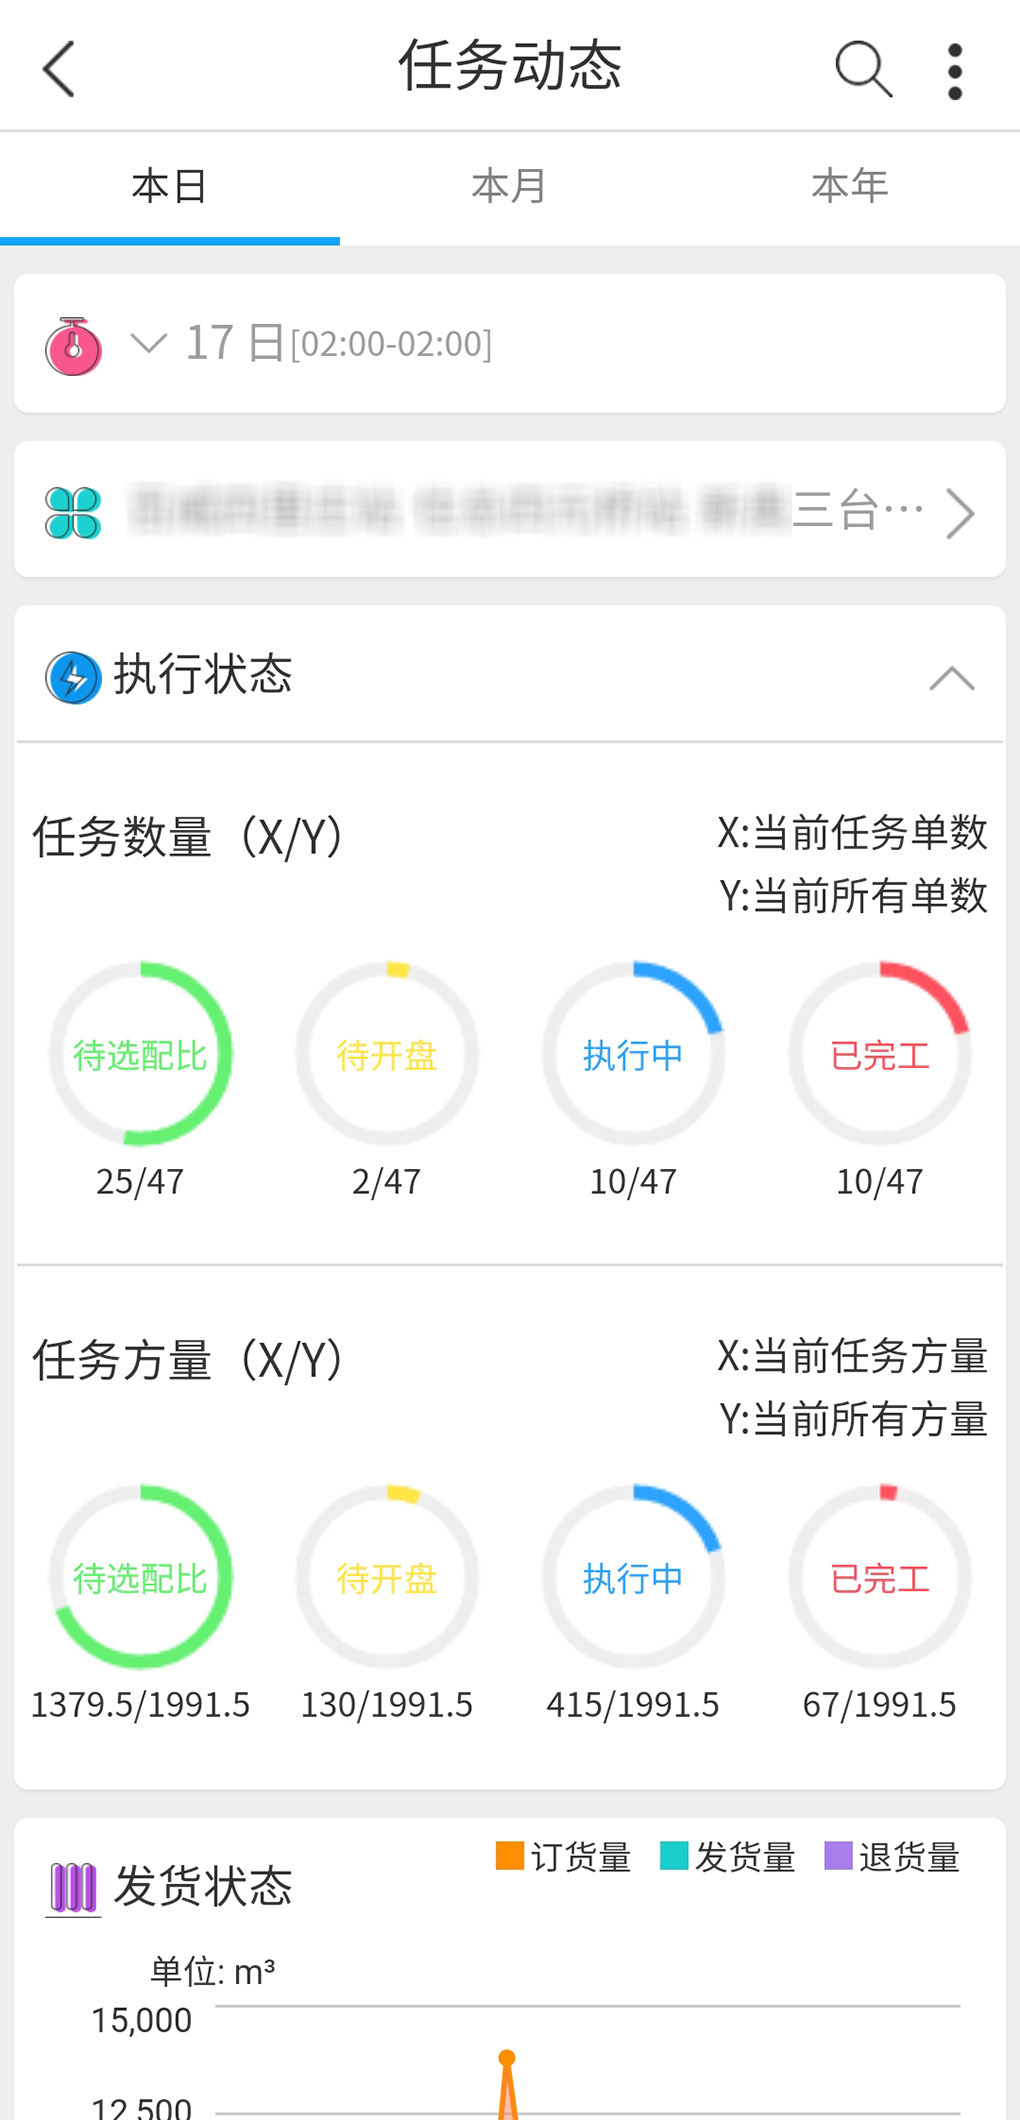 任务动态
本日 本月 本年
17 日[02:00-02:00]
三台…
执行状态
任务数量（X/Y）
X:当前任务单数
Y:当前所有单数
待选配比 待开盘 执行中 已完工
25/47 2/47 10/47 10/47
任务方量（X/Y）
X:当前任务方量
Y:当前所有方量
待选配比 待开盘 执行中 已完工
1379.5/1991.5 130/1991.5 415/1991.5 67/1991.5
订货量 发货量 退货量
发货状态
单位: m³
15,000
12,500